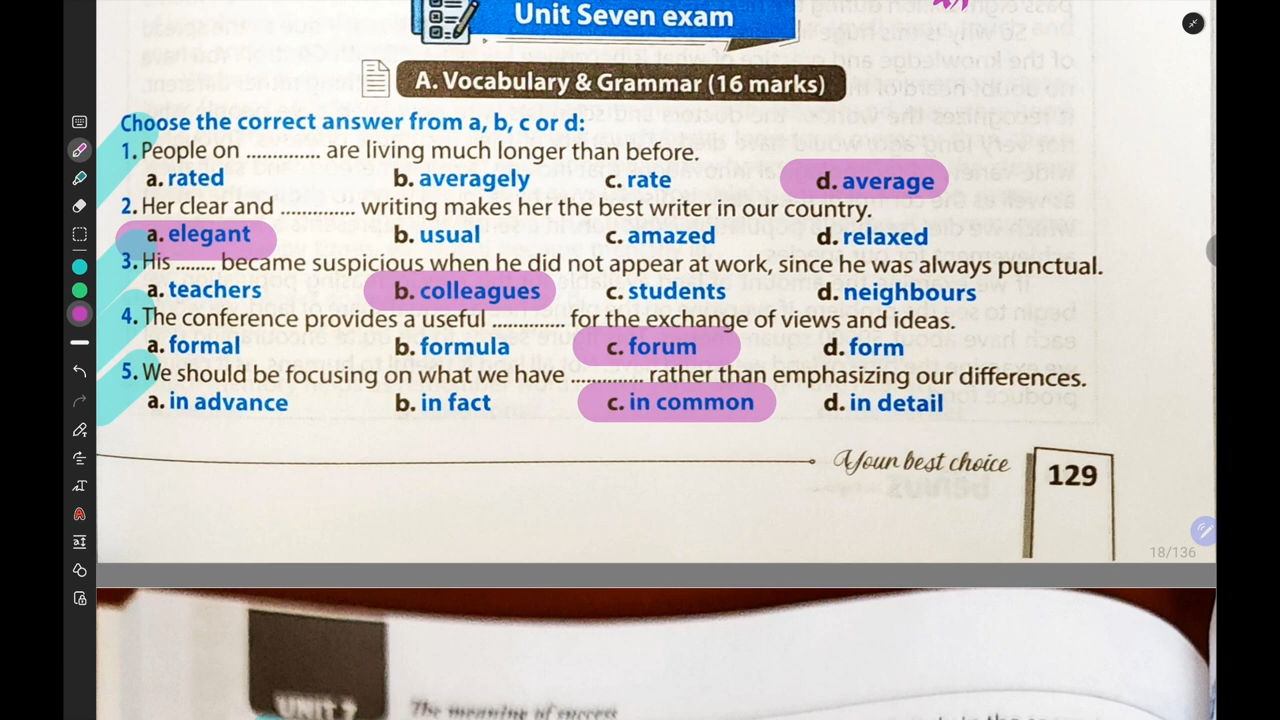 Unit Seven exam
A. Vocabulary & Grammar (16 marks)
Choose the correct answer from a, b, c or d:
1. People on .............. are living much longer than before.
a. rated b. averagely c. rate d. average
2. Her clear and .............. writing makes her the best writer in our country.
a. elegant b. usual c. amazed d. relaxed
3. His ........ became suspicious when he did not appear at work, since he was always punctual.
a. teachers b. colleagues c. students d. neighbours
4. The conference provides a useful .............. for the exchange of views and ideas.
a. formal b. formula c. forum d. form
5. We should be focusing on what we have .............. rather than emphasizing our differences.
a. in advance b. in fact c. in common d. in detail
Your best choice
129
18/136
UNIT 7
The meaning of success